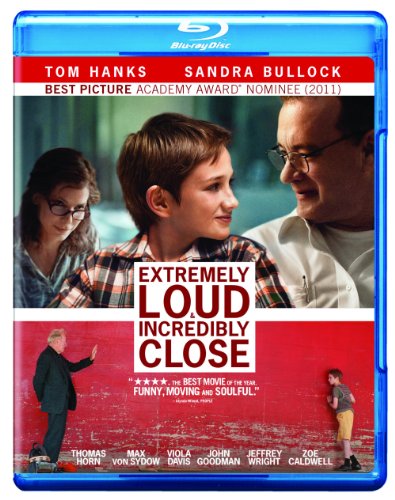 Blu-ray Disc
TOM HANKS SANDRA BULLOCK
BEST PICTURE ACADEMY AWARD® NOMINEE (2011)
EXTREMELY
LOUD &
INCREDIBLY
CLOSE
"★★★★. THE BEST MOVIE OF THE YEAR.
FUNNY, MOVING AND SOULFUL."
THOMAS HORN MAX VON SYDOW VIOLA DAVIS JOHN GOODMAN JEFFREY WRIGHT ZOE CALDWELL